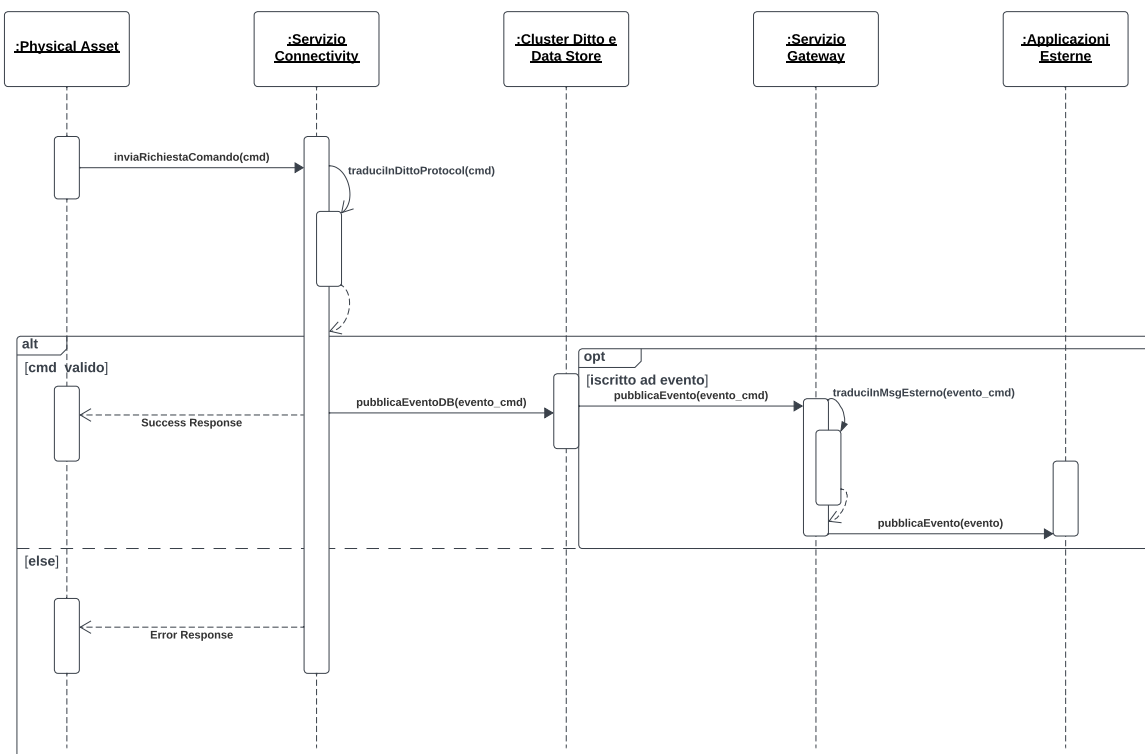 :Physical Asset
:Servizio
Connectivity
:Cluster Ditto e
Data Store
:Servizio
Gateway
:Applicazioni
Esterne
inviaRichiestaComando(cmd)
traduciInDittoProtocol(cmd)
alt
[cmd valido]
opt
[iscritto ad evento]
pubblicaEvento(evento_cmd)
traduciInMsgEsterno(evento_cmd)
pubblicaEventoDB(evento_cmd)
Success Response
pubblicaEvento(evento)
[else]
Error Response